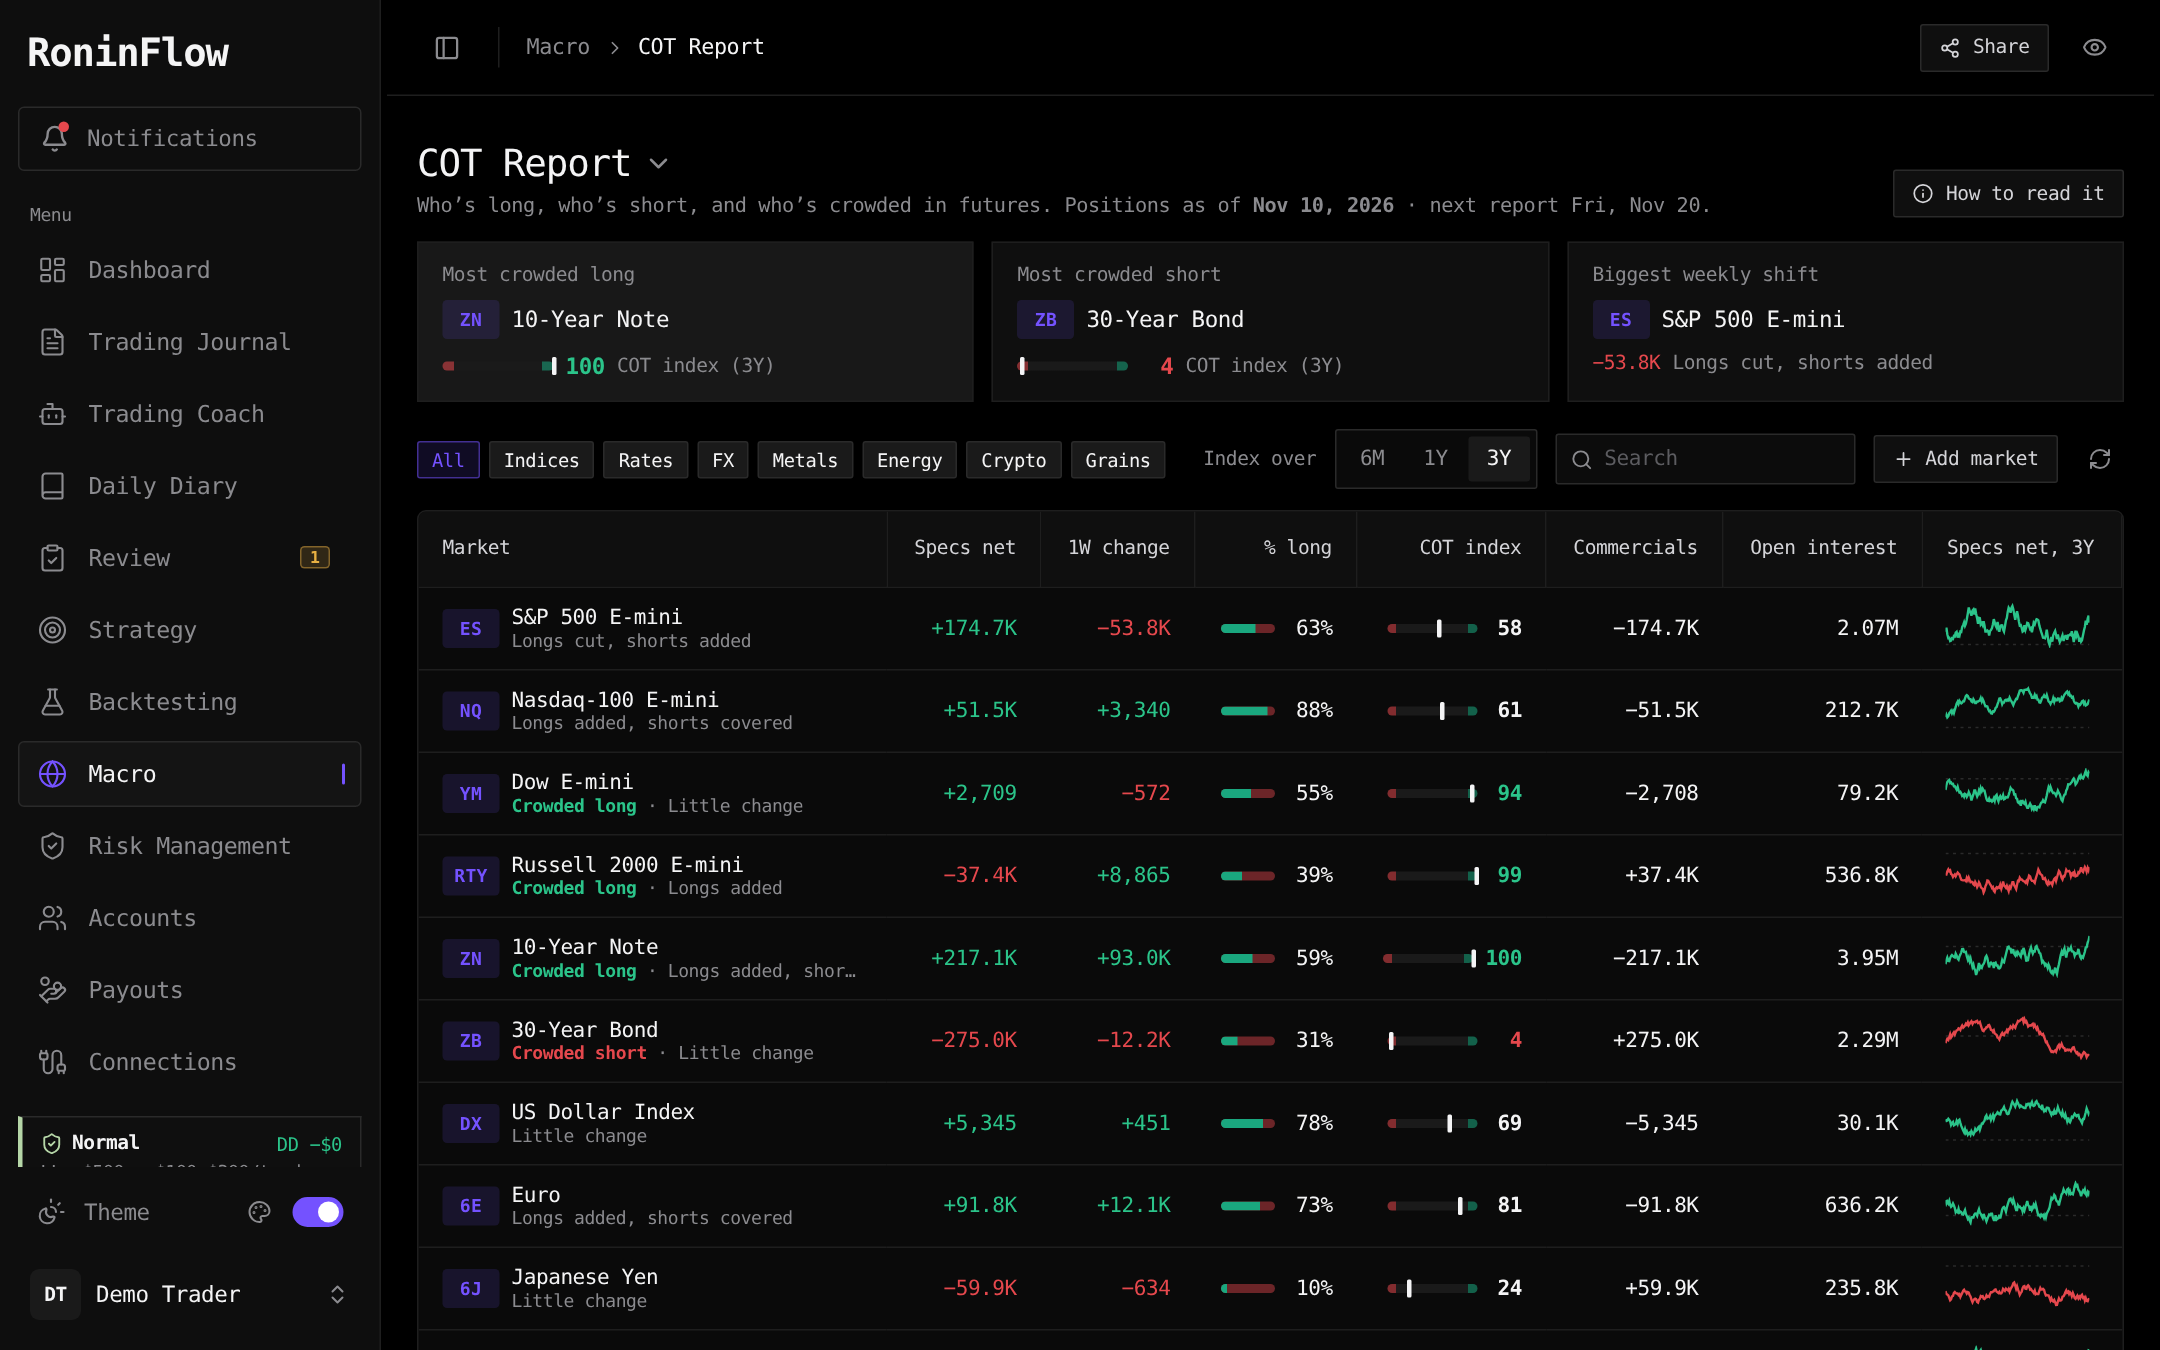 RoninFlow
Notifications
Menu
Dashboard
Trading Journal
Trading Coach
Daily Diary
Review 1
Strategy
Backtesting
Macro
Risk Management
Accounts
Payouts
Connections
Normal DD −$0
Theme
DT Demo Trader
Macro > COT Report
Share
COT Report
Who’s long, who’s short, and who’s crowded in futures. Positions as of Nov 10, 2026 · next report Fri, Nov 20.
How to read it
Most crowded long
ZN 10-Year Note
100 COT index (3Y)
Most crowded short
ZB 30-Year Bond
4 COT index (3Y)
Biggest weekly shift
ES S&P 500 E-mini
−53.8K Longs cut, shorts added
All Indices Rates FX Metals Energy Crypto Grains Index over 6M 1Y 3Y Search + Add market
Market Specs net 1W change % long COT index Commercials Open interest Specs net, 3Y
ES S&P 500 E-mini +174.7K −53.8K 63% 58 −174.7K 2.07M
Longs cut, shorts added
NQ Nasdaq-100 E-mini +51.5K +3,340 88% 61 −51.5K 212.7K
Longs added, shorts covered
YM Dow E-mini +2,709 −572 55% 94 −2,708 79.2K
Crowded long · Little change
RTY Russell 2000 E-mini −37.4K +8,865 39% 99 +37.4K 536.8K
Crowded long · Longs added
ZN 10-Year Note +217.1K +93.0K 59% 100 −217.1K 3.95M
Crowded long · Longs added, shor…
ZB 30-Year Bond −275.0K −12.2K 31% 4 +275.0K 2.29M
Crowded short · Little change
DX US Dollar Index +5,345 +451 78% 69 −5,345 30.1K
Little change
6E Euro +91.8K +12.1K 73% 81 −91.8K 636.2K
Longs added, shorts covered
6J Japanese Yen −59.9K −634 10% 24 +59.9K 235.8K
Little change